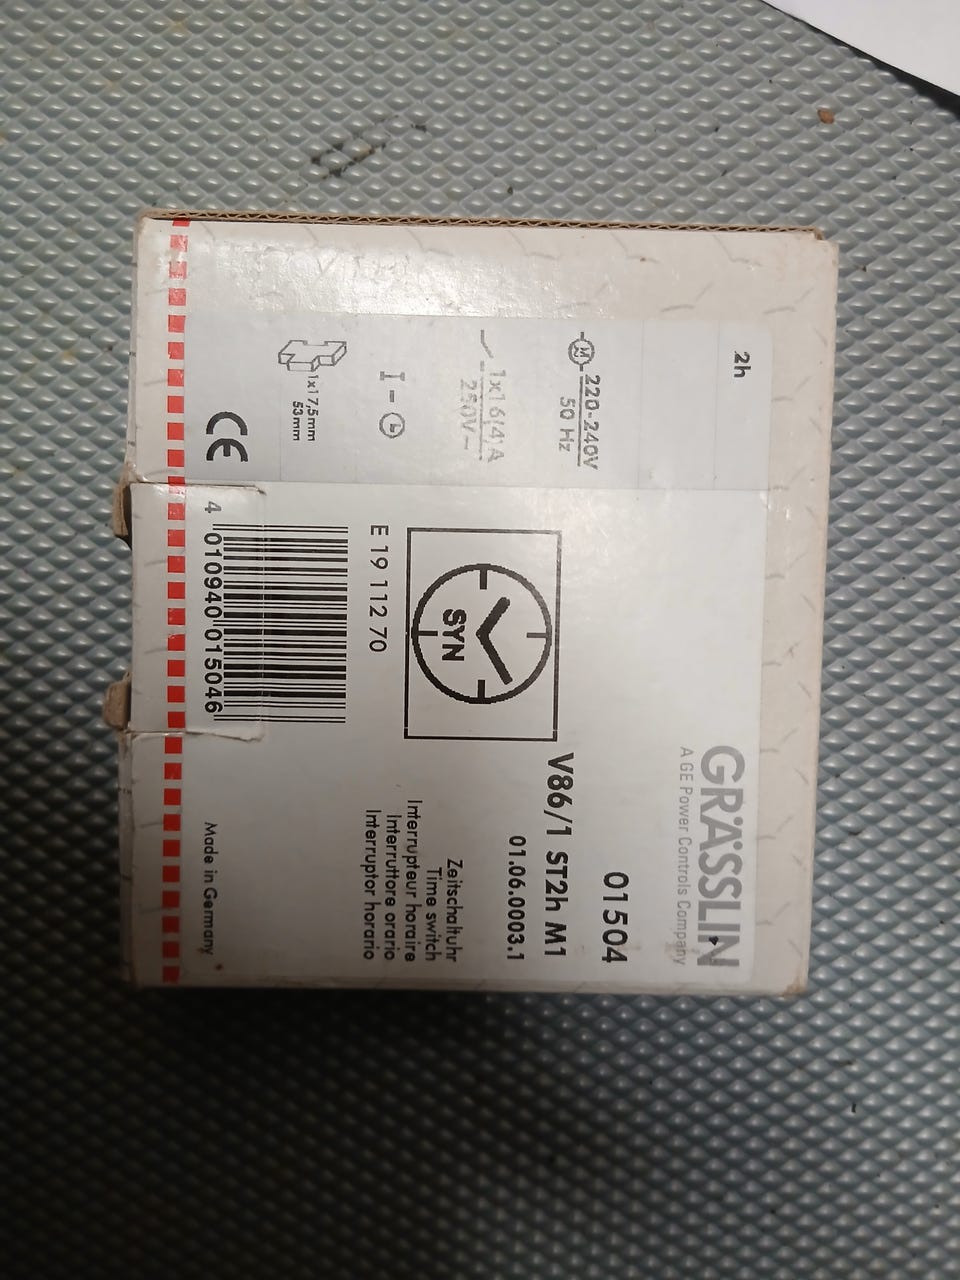 GRÄSSLIN
A GE Power Controls Company
2h
01504
220-240V
50 Hz
V86/1 ST2h M1
01.06.0003.1
1x16(4)A
250V~
SYN
Zeitschaltuhr
Time switch
Interrupteur horaire
Interruttore orario
Interruptor horario
E 19 112 70
1x17,5mm
53mm
CE
4 010940 015046
Made in Germany